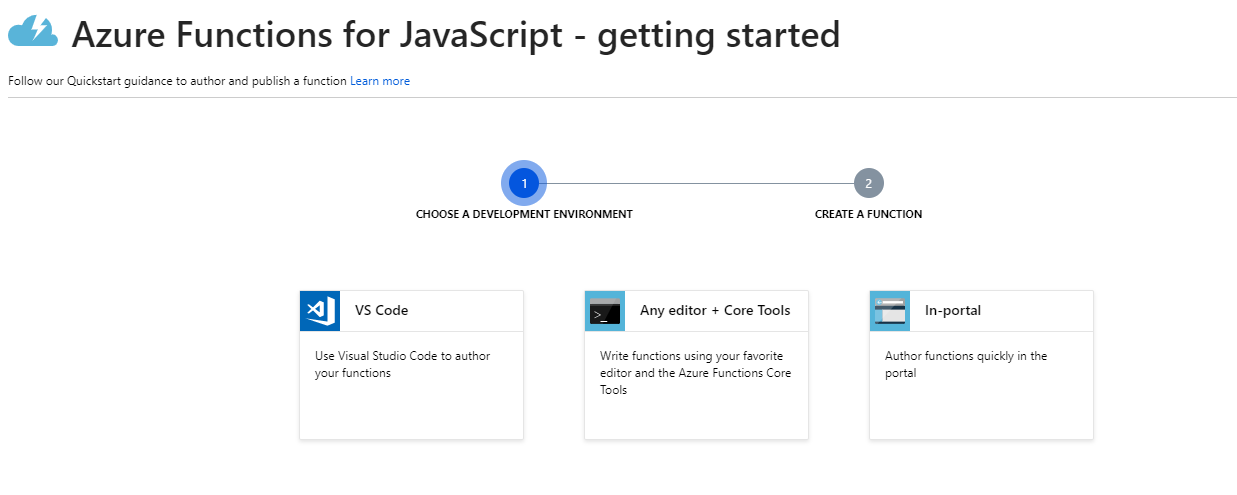 Azure Functions for JavaScript - getting started
Follow our Quickstart guidance to author and publish a function Learn more
1
2
CHOOSE A DEVELOPMENT ENVIRONMENT
CREATE A FUNCTION
VS Code
Use Visual Studio Code to author
your functions
>_
Any editor + Core Tools
Write functions using your favorite
editor and the Azure Functions Core
Tools
In-portal
Author functions quickly in the
portal